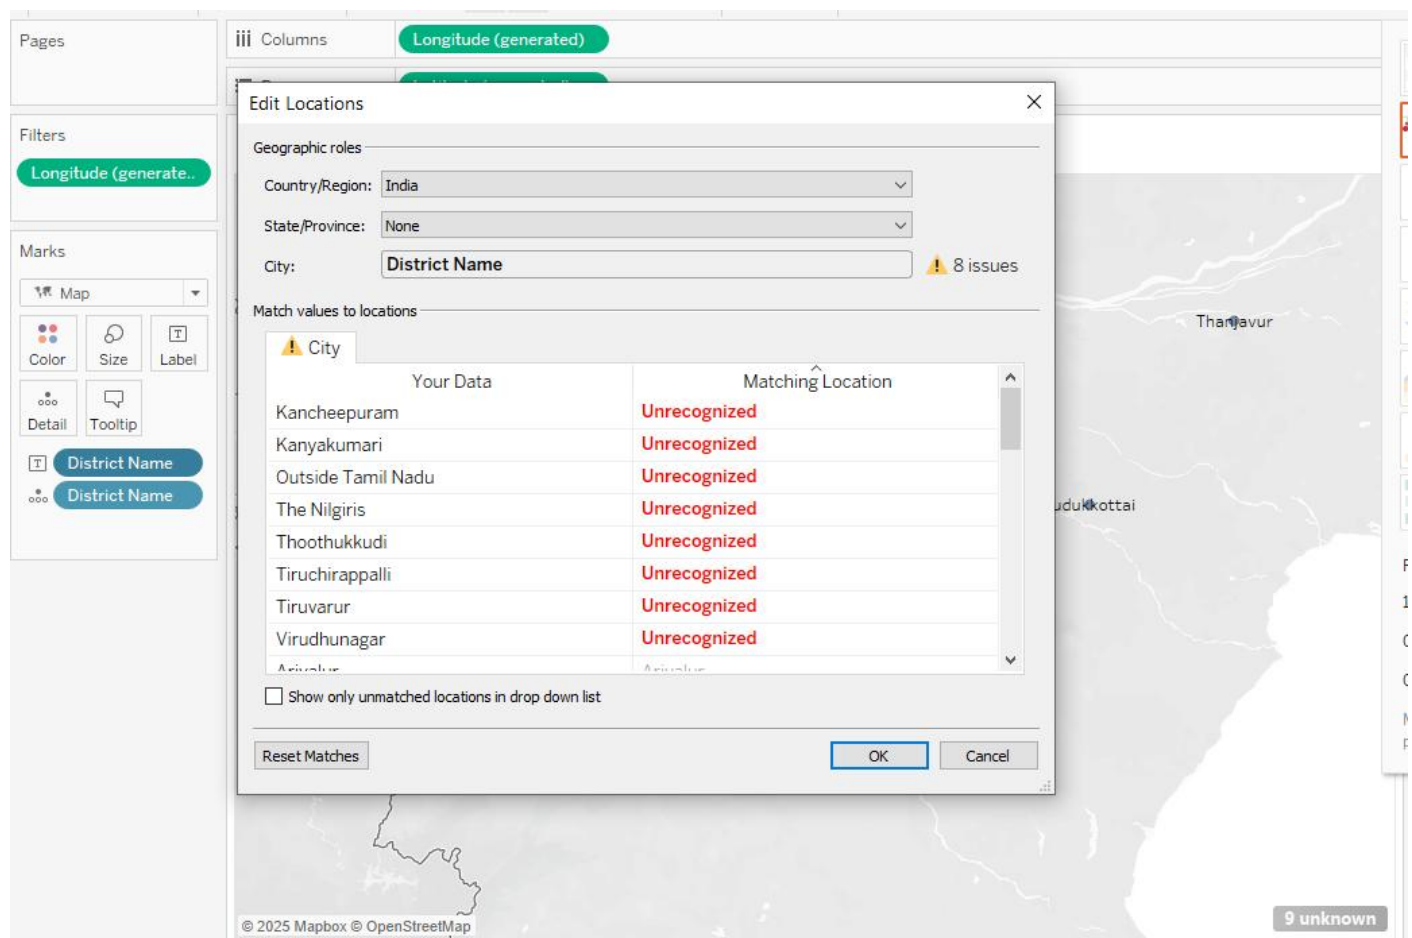 Pages
iii Columns
Longitude (generated)
Filters
Longitude (generate..
Marks
Map
Color
Size
T
Label
Detail
Tooltip
T District Name
District Name
Edit Locations
Geographic roles
Country/Region: India
State/Province: None
City: District Name
8 issues
Match values to locations
City
Your Data Matching Location
Kancheepuram Unrecognized
Kanyakumari Unrecognized
Outside Tamil Nadu Unrecognized
The Nilgiris Unrecognized
Thoothukkudi Unrecognized
Tiruchirappalli Unrecognized
Tiruvarur Unrecognized
Virudhunagar Unrecognized
Ariyalur Ariyalur
Show only unmatched locations in drop down list
Reset Matches OK Cancel
Thanjavur
udukkottai
© 2025 Mapbox © OpenStreetMap
9 unknown